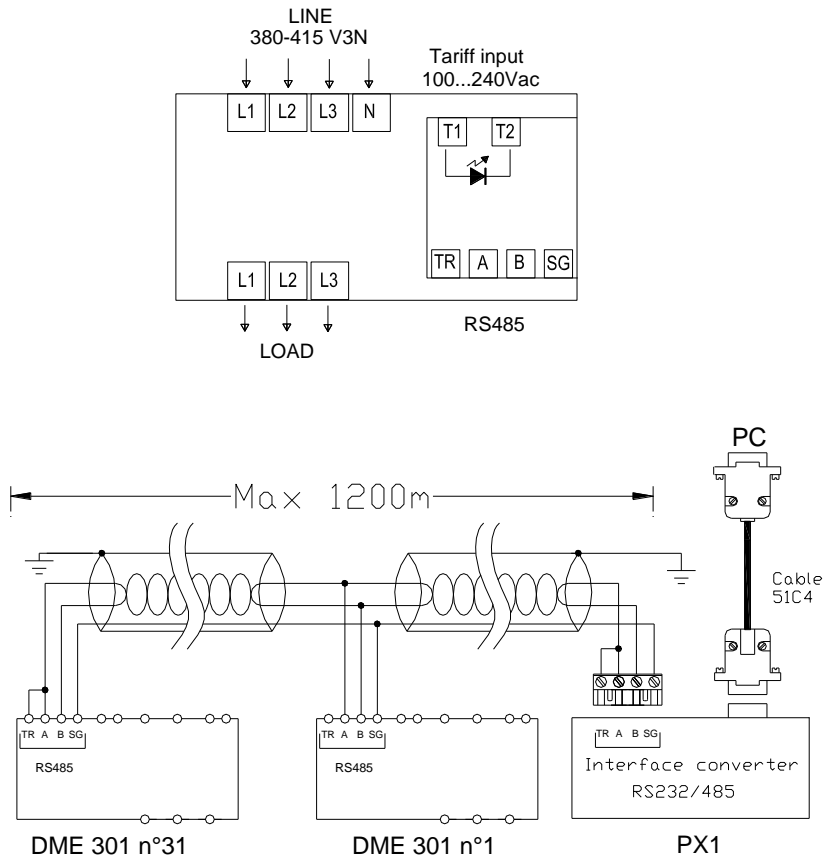 LINE
380-415 V3N
Tariff input
100...240Vac
L1 L2 L3 N
T1 T2
TR A B SG
L1 L2 L3
RS485
LOAD
PC
Max 1200m
Cable
51C4
TR A B SG
RS485
TR A B SG
RS485
TR A B SG
Interface converter
RS232/485
DME 301 n°31
DME 301 n°1
PX1